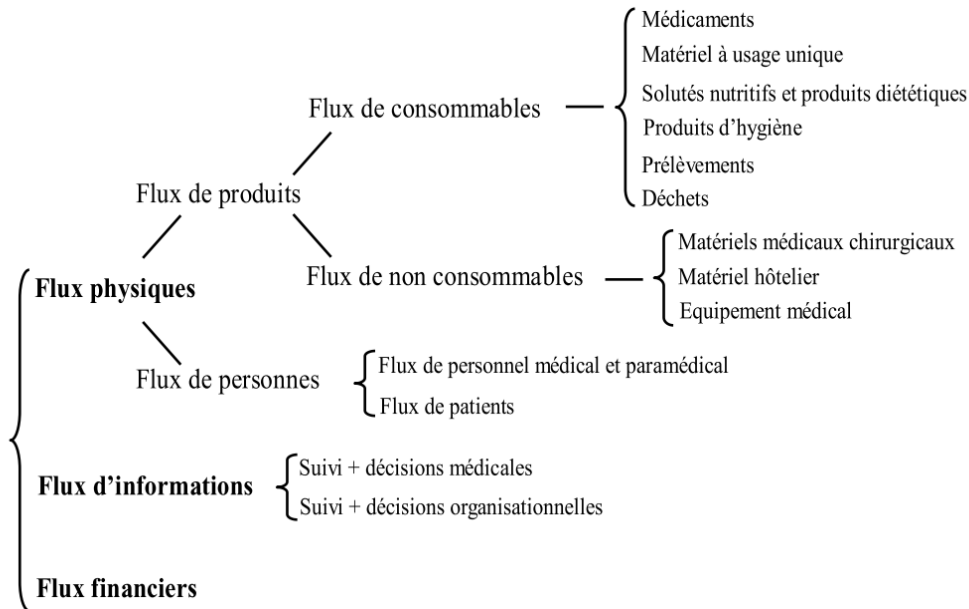 Médicaments
Matériel à usage unique
Solutés nutritifs et produits diététiques
Produits d’hygiène
Prélèvements
Déchets
Flux de consommables
Flux de produits
Flux de non consommables
Matériels médicaux chirurgicaux
Matériel hôtelier
Equipement médical
Flux physiques
Flux de personnes
Flux de personnel médical et paramédical
Flux de patients
Flux d’informations
Suivi + décisions médicales
Suivi + décisions organisationnelles
Flux financiers